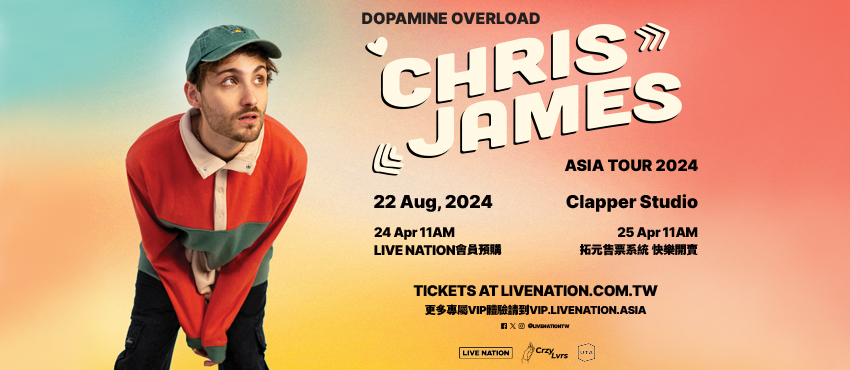 DOPAMINE OVERLOAD
CHRIS
JAMES
ASIA TOUR 2024
22 Aug, 2024
Clapper Studio
24 Apr 11AM
LIVE NATION會員預購
25 Apr 11AM
拓元售票系統 快樂開賣
TICKETS AT LIVENATION.COM.TW
更多專屬VIP體驗請到VIP.LIVENATION.ASIA
@LIVENATIONTW
LIVE NATION
Crzy
Lvrs
UTA